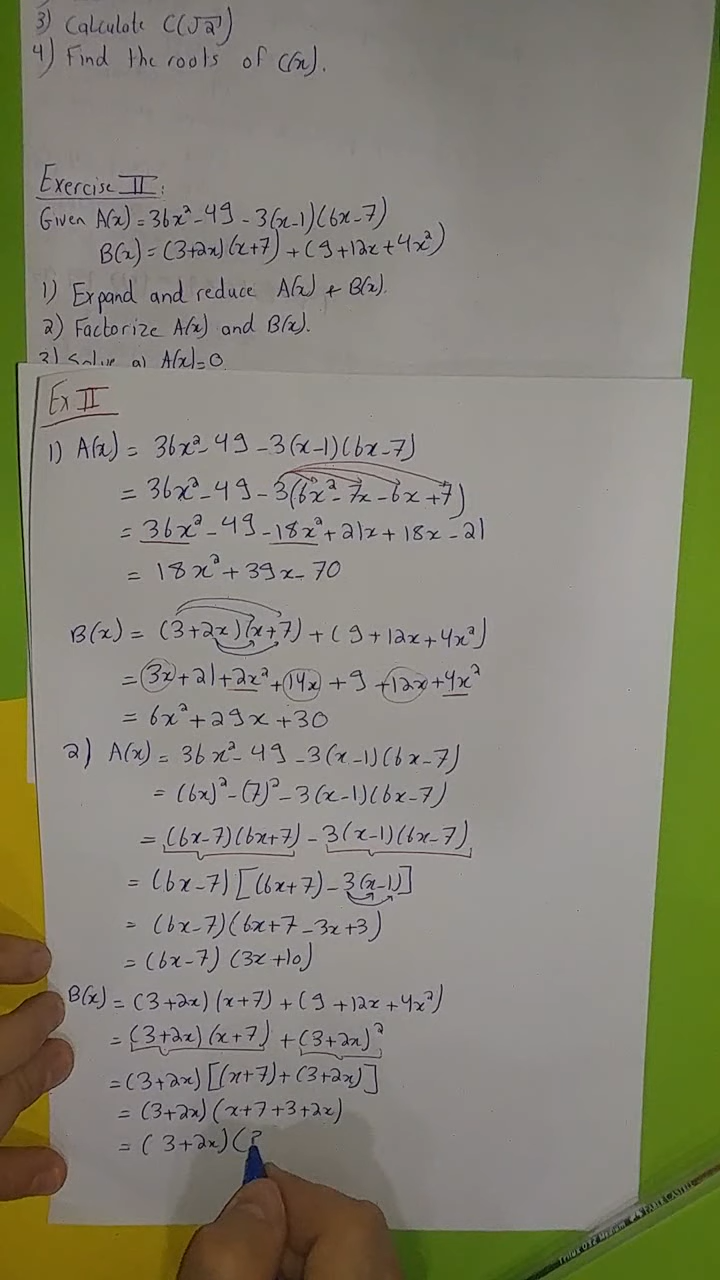 3) Calculate C(√2)
4) Find the roots of C(x).
Exercise II:
Given A(x) = 36x² - 49 - 3(x-1)(6x-7)
B(x) = (3+2x)(x+7) + (9+12x+4x²)
1) Expand and reduce A(x) & B(x).
2) Factorize A(x) and B(x).
3) Solve a) A(x)=0
Ex II
1) A(x) = 36x² - 49 - 3(x-1)(6x-7)
= 36x² - 49 - 3(6x² - 7x - 6x + 7)
= 36x² - 49 - 18x² + 21x + 18x - 21
= 18x² + 39x - 70
B(x) = (3+2x)(x+7) + (9+12x+4x²)
= 3x + 21 + 2x² + 14x + 9 + 12x + 4x²
= 6x² + 29x + 30
2) A(x) = 36x² - 49 - 3(x-1)(6x-7)
= (6x)² - (7)² - 3(x-1)(6x-7)
= (6x-7)(6x+7) - 3(x-1)(6x-7)
= (6x-7)[(6x+7) - 3(x-1)]
= (6x-7)(6x+7-3x+3)
= (6x-7)(3x+10)
B(x) = (3+2x)(x+7) + (9+12x+4x²)
= (3+2x)(x+7) + (3+2x)²
= (3+2x)[(x+7)+(3+2x)]
= (3+2x)(x+7+3+2x)
= (3+2x)(